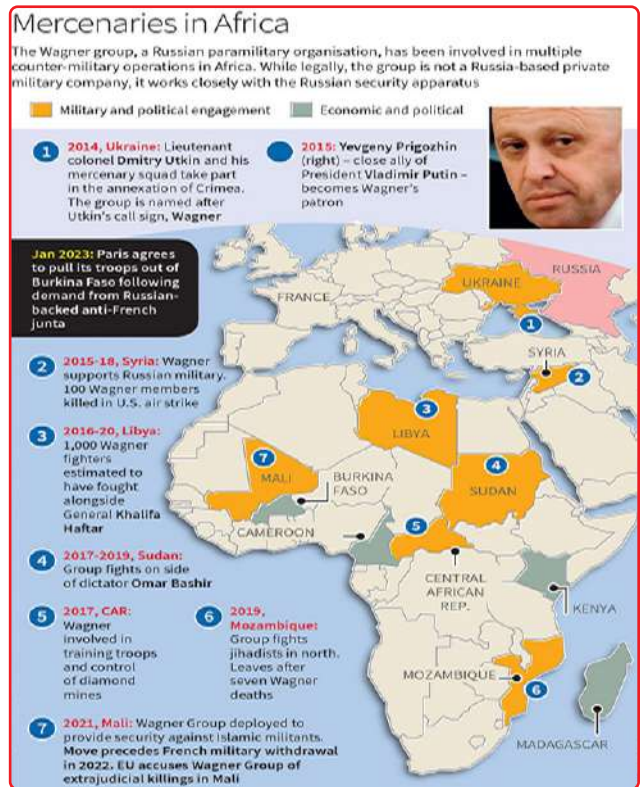 Mercenaries in Africa
The Wagner group, a Russian paramilitary organisation, has been involved in multiple
counter-military operations in Africa. While legally, the group is not a Russia-based private
military company, it works closely with the Russian security apparatus
Military and political engagement
Economic and political
1
2014, Ukraine: Lieutenant
colonel Dmitry Utkin and his
mercenary squad take part
in the annexation of Crimea.
The group is named after
Utkin's call sign, Wagner
2015: Yevgeny Prigozhin
(right) – close ally of
President Vladimir Putin –
becomes Wagner's
patron
Jan 2023: Paris agrees
to pull its troops out of
Burkina Faso following
demand from Russian-
backed anti-French
junta
RUSSIA
UKRAINE
FRANCE
1
SYRIA
2
2
2015-18, Syria: Wagner
supports Russian military.
100 Wagner members
killed in U.S. air strike
3
2016-20, Libya:
1,000 Wagner
fighters
estimated to
have fought
alongside
General Khalifa
Haftar
3
LIBYA
7
MALI
BURKINA
FASO
4
SUDAN
CAMEROON
5
CENTRAL
AFRICAN
REP.
KENYA
4
2017-2019, Sudan:
Group fights on side
of dictator Omar Bashir
5
2017, CAR:
Wagner
involved in
training troops
and control
of diamond
mines
6
2019,
Mozambique:
Group fights
jihadists in north.
Leaves after
seven Wagner
deaths
MOZAMBIQUE
6
MADAGASCAR
7
2021, Mali: Wagner Group deployed to
provide security against Islamic militants.
Move precedes French military withdrawal
in 2022. EU accuses Wagner Group of
extrajudicial killings in Mali